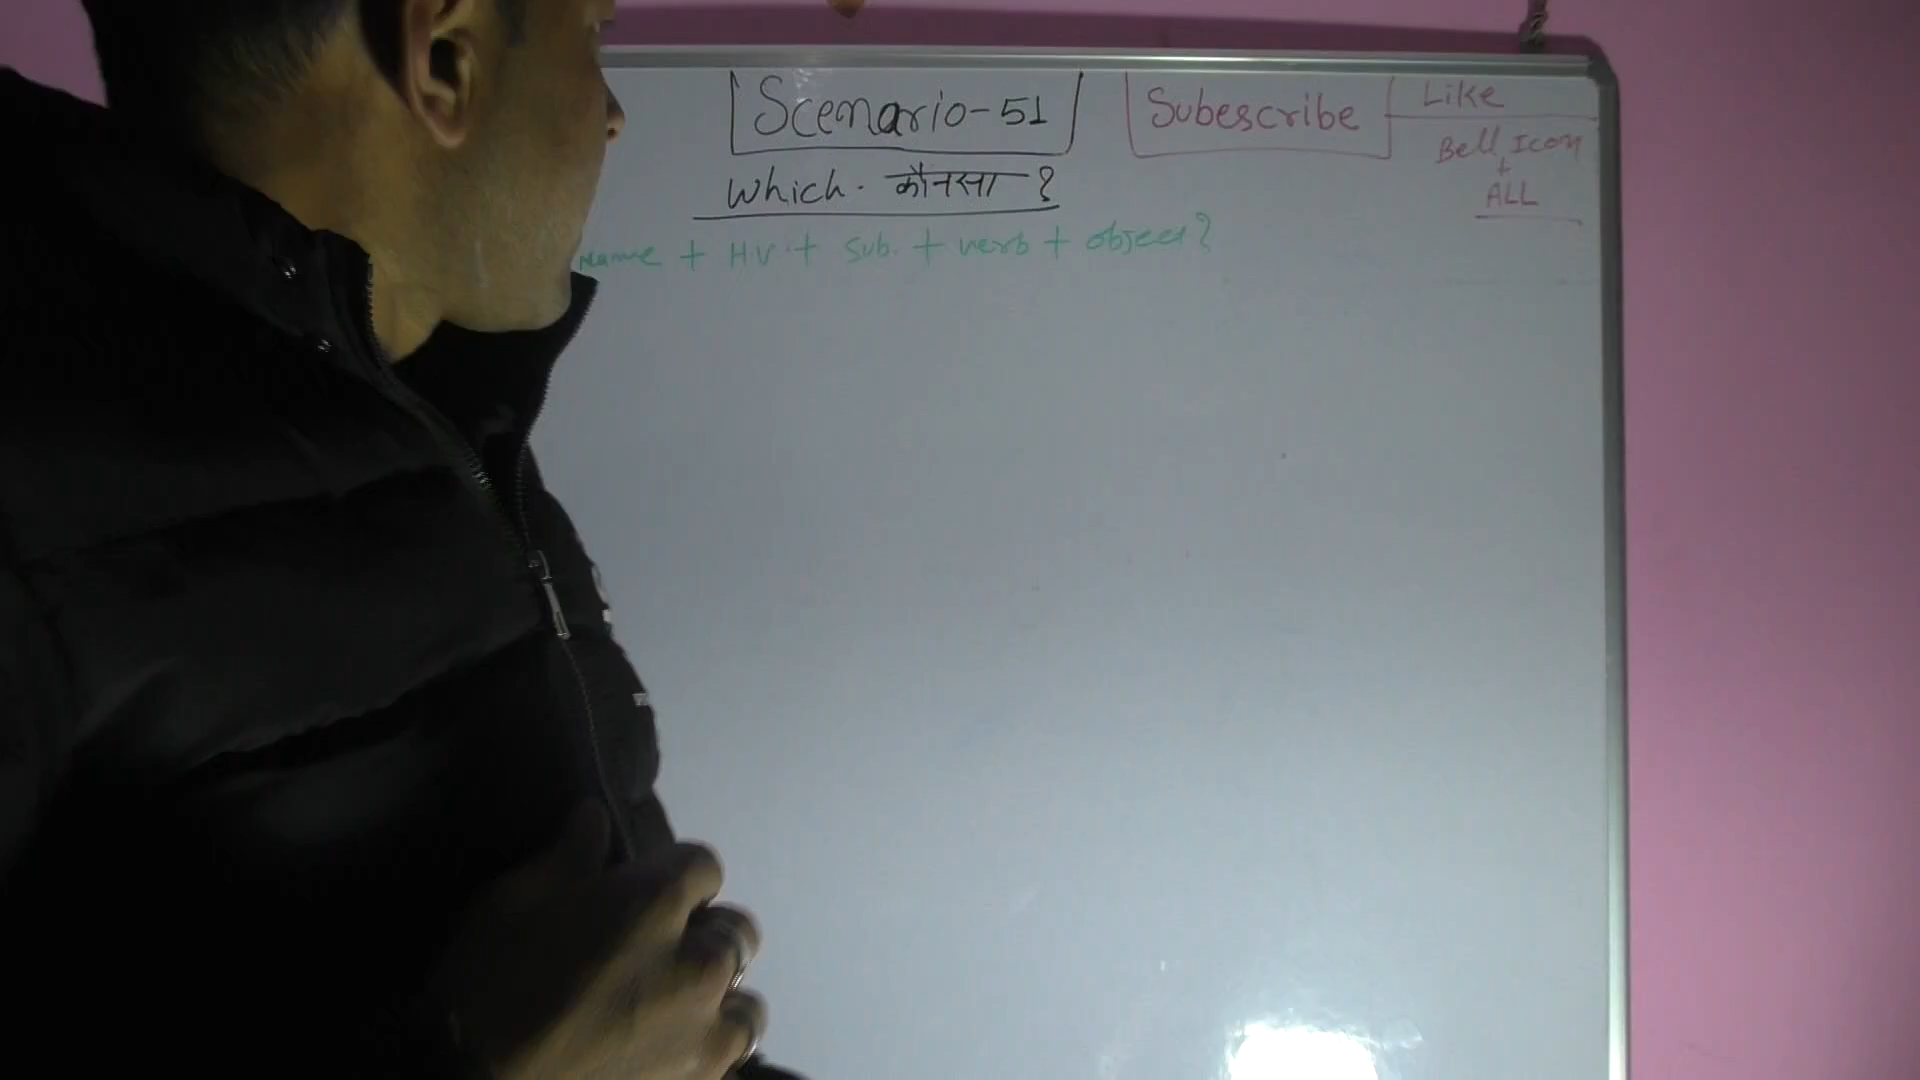 Scenario-51
Subescribe
Like
Bell Icon
+
ALL
Which - कौनसा ?
Name + H.V. + Sub. + verb + object ?